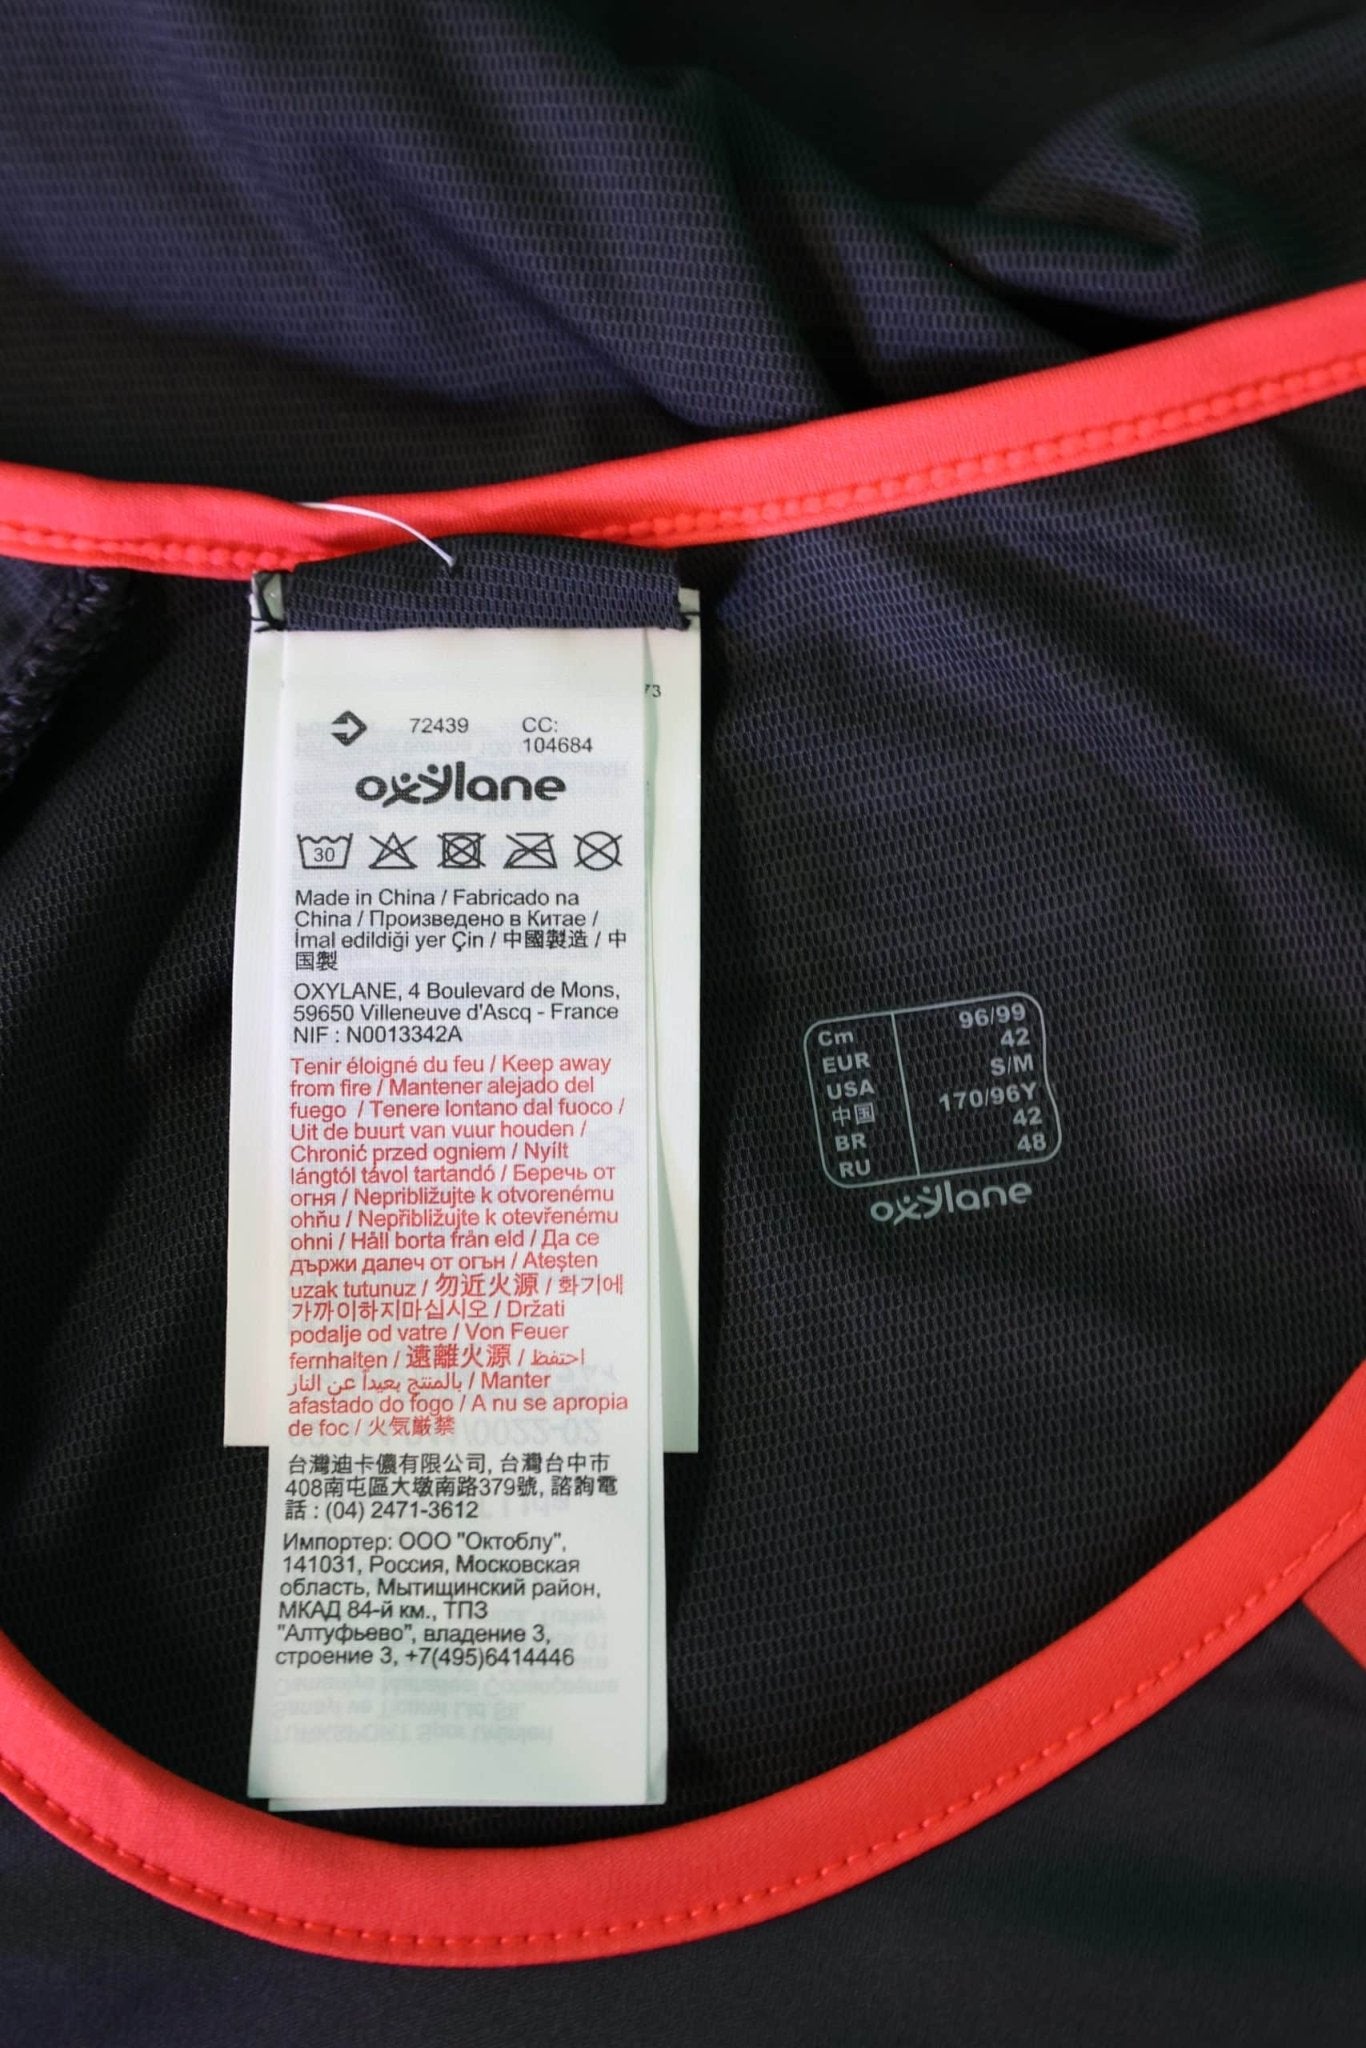 73
72439 CC:
104684
oxylane
30
Made in China / Fabricado na
China / Произведено в Китае /
İmal edildiği yer Çin / 中國製造 / 中
国製
OXYLANE, 4 Boulevard de Mons,
59650 Villeneuve d'Ascq - France
NIF : N0013342A
Tenir éloigné du feu / Keep away
from fire / Mantener alejado del
fuego / Tenere lontano dal fuoco /
Uit de buurt van vuur houden /
Chronić przed ogniem / Nyílt
lángtól távol tartandó / Беречь от
огня / Nepribližujte k otvorenému
ohňu / Nepřibližujte k otevřenému
ohni / Håll borta från eld / Да се
държи далеч от огън / Ateşten
uzak tutunuz / 勿近火源 / 화기에
가까이하지마십시오 / Držati
podalje od vatre / Von Feuer
fernhalten / 遠離火源 / احتفظ
بالمنتج بعيداً عن النار / Manter
afastado do fogo / A nu se apropia
de foc / 火気厳禁
台灣迪卡儂有限公司, 台灣台中市
408南屯區大墩南路379號, 諮詢電
話 : (04) 2471-3612
Импортер: ООО "Октоблу",
141031, Россия, Московская
область, Мытищинский район,
МКАД 84-й км., ТПЗ
"Алтуфьево", владение 3,
строение 3, +7(495)6414446
Cm 96/99
EUR 42
USA S/M
中国 170/96Y
BR 42
RU 48
oxylane